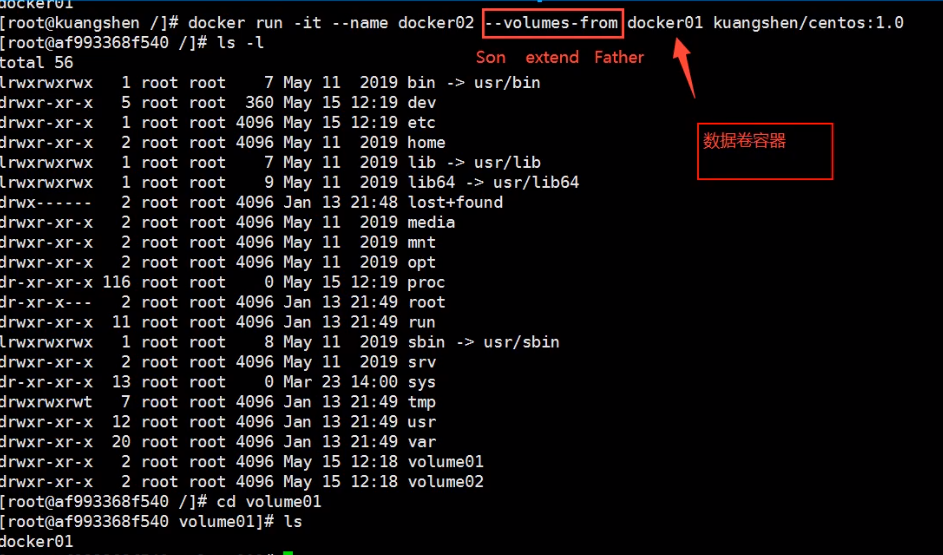 docker01
[root@kuangshen /]# docker run -it --name docker02 --volumes-from docker01 kuangshen/centos:1.0
[root@af993368f540 /]# ls -l
Son extend Father
total 56
lrwxrwxrwx 1 root root 7 May 11 2019 bin -> usr/bin
drwxr-xr-x 5 root root 360 May 15 12:19 dev
drwxr-xr-x 1 root root 4096 May 15 12:19 etc
数据卷容器
drwxr-xr-x 2 root root 4096 May 11 2019 home
lrwxrwxrwx 1 root root 7 May 11 2019 lib -> usr/lib
lrwxrwxrwx 1 root root 9 May 11 2019 lib64 -> usr/lib64
drwx------ 2 root root 4096 Jan 13 21:48 lost+found
drwxr-xr-x 2 root root 4096 May 11 2019 media
drwxr-xr-x 2 root root 4096 May 11 2019 mnt
drwxr-xr-x 2 root root 4096 May 11 2019 opt
dr-xr-xr-x 116 root root 0 May 15 12:19 proc
dr-xr-x--- 2 root root 4096 Jan 13 21:49 root
drwxr-xr-x 11 root root 4096 Jan 13 21:49 run
lrwxrwxrwx 1 root root 8 May 11 2019 sbin -> usr/sbin
drwxr-xr-x 2 root root 4096 May 11 2019 srv
dr-xr-xr-x 13 root root 0 Mar 23 14:00 sys
drwxrwxrwt 7 root root 4096 Jan 13 21:49 tmp
drwxr-xr-x 12 root root 4096 Jan 13 21:49 usr
drwxr-xr-x 20 root root 4096 Jan 13 21:49 var
drwxr-xr-x 2 root root 4096 May 15 12:18 volume01
drwxr-xr-x 2 root root 4096 May 15 12:18 volume02
[root@af993368f540 /]# cd volume01
[root@af993368f540 volume01]# ls
docker01